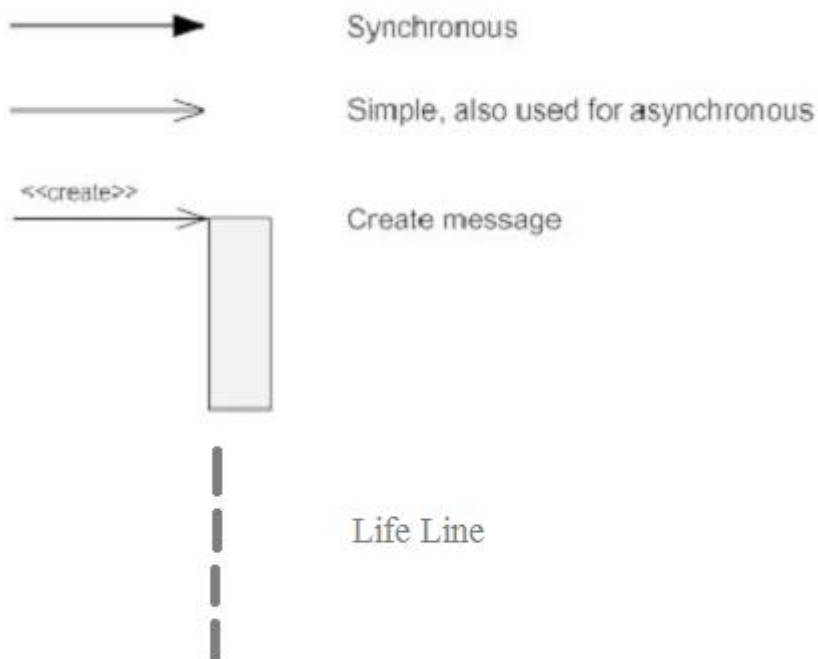 Synchronous
Simple, also used for asynchronous
<<create>>
Create message
Life Line